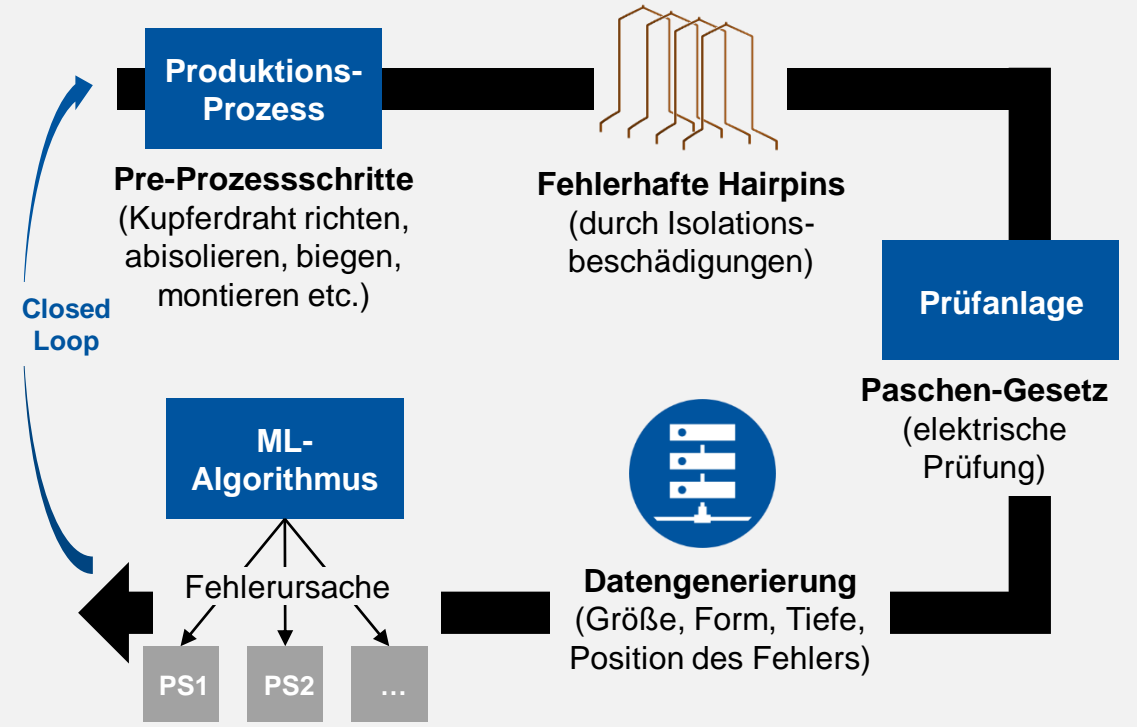 Produktions-
Prozess
Pre-Prozessschritte
(Kupferdraht richten,
abisolieren, biegen,
montieren etc.)
Fehlerhafte Hairpins
(durch Isolations-
beschädigungen)
Prüfanlage
Paschen-Gesetz
(elektrische
Prüfung)
Datengenerierung
(Größe, Form, Tiefe,
Position des Fehlers)
ML-
Algorithmus
Fehlerursache
PS1
PS2
…
Closed
Loop